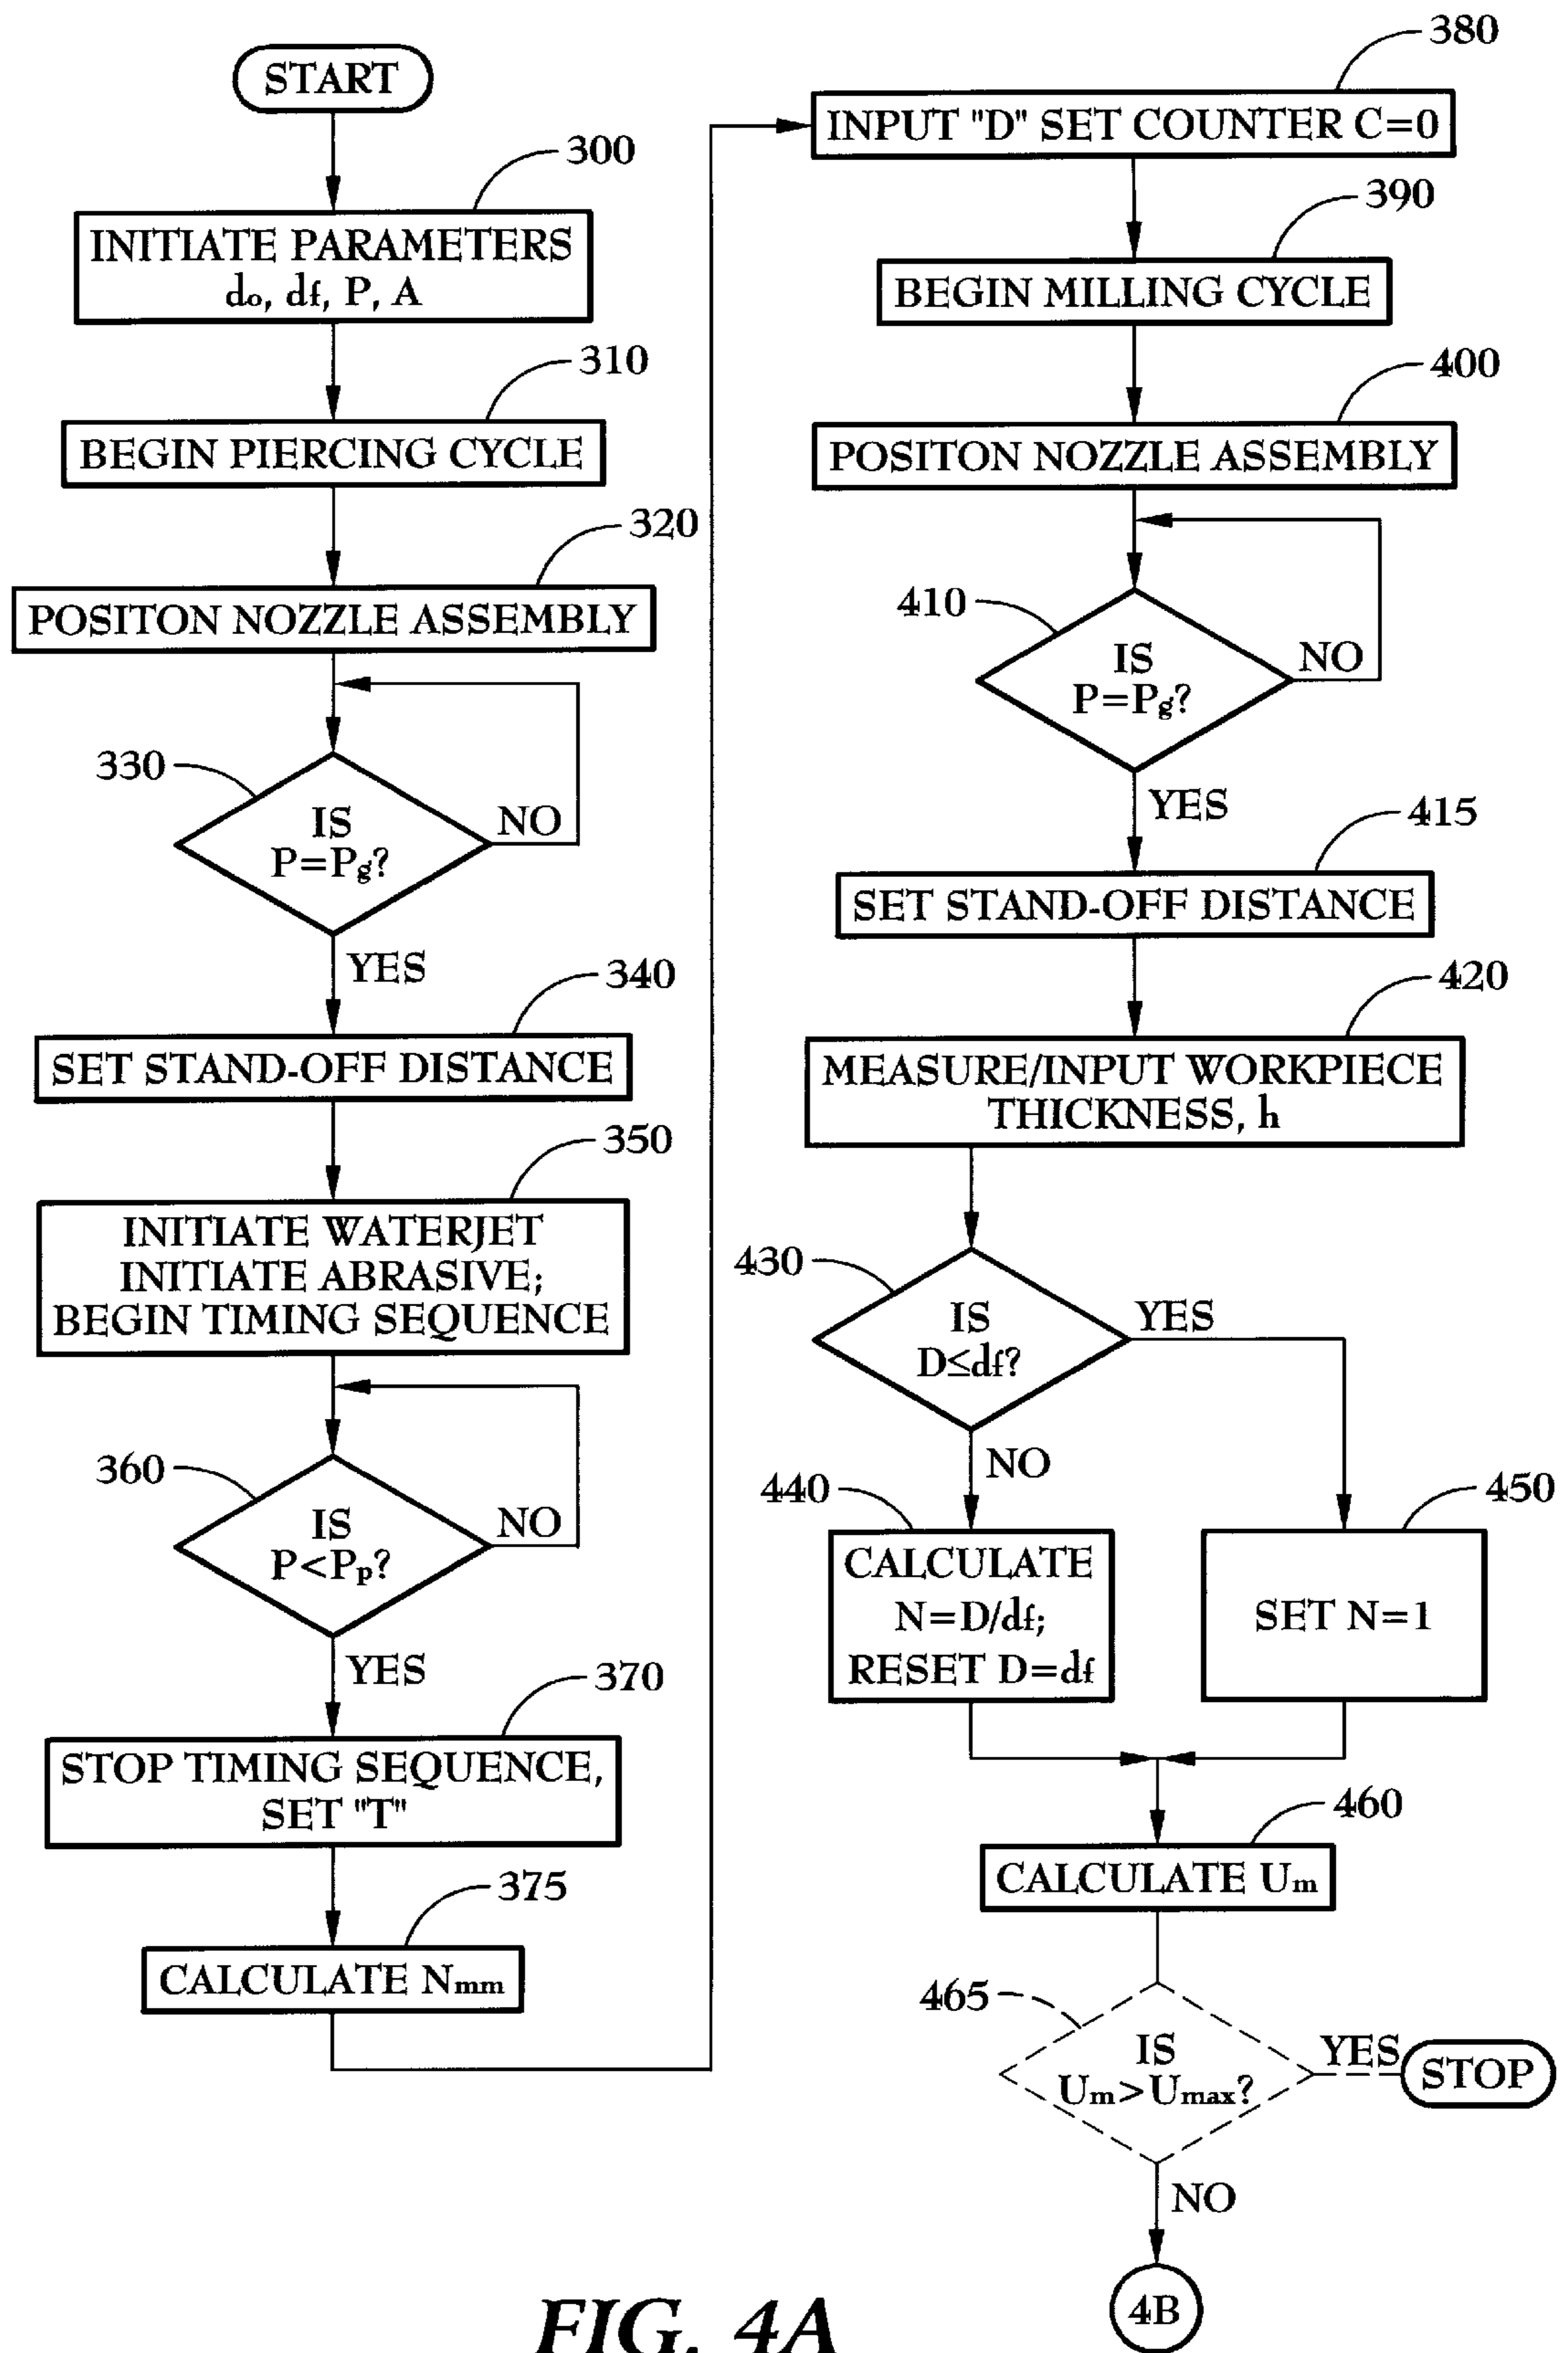 START
300
INITIATE PARAMETERS
do, df, P, A
310
BEGIN PIERCING CYCLE
320
POSITON NOZZLE ASSEMBLY
330
IS
P=Pg?
NO
YES
340
SET STAND-OFF DISTANCE
350
INITIATE WATERJET
INITIATE ABRASIVE;
BEGIN TIMING SEQUENCE
360
IS
P<Pp?
NO
YES
370
STOP TIMING SEQUENCE,
SET "T"
375
CALCULATE Nmm
380
INPUT "D" SET COUNTER C=0
390
BEGIN MILLING CYCLE
400
POSITON NOZZLE ASSEMBLY
410
IS
P=Pg?
NO
YES
415
SET STAND-OFF DISTANCE
420
MEASURE/INPUT WORKPIECE
THICKNESS, h
430
IS
D≤df?
YES
NO
440
CALCULATE
N=D/df;
RESET D=df
450
SET N=1
460
CALCULATE Um
465
IS
Um>Umax?
YES
STOP
NO
4B
FIG. 4A